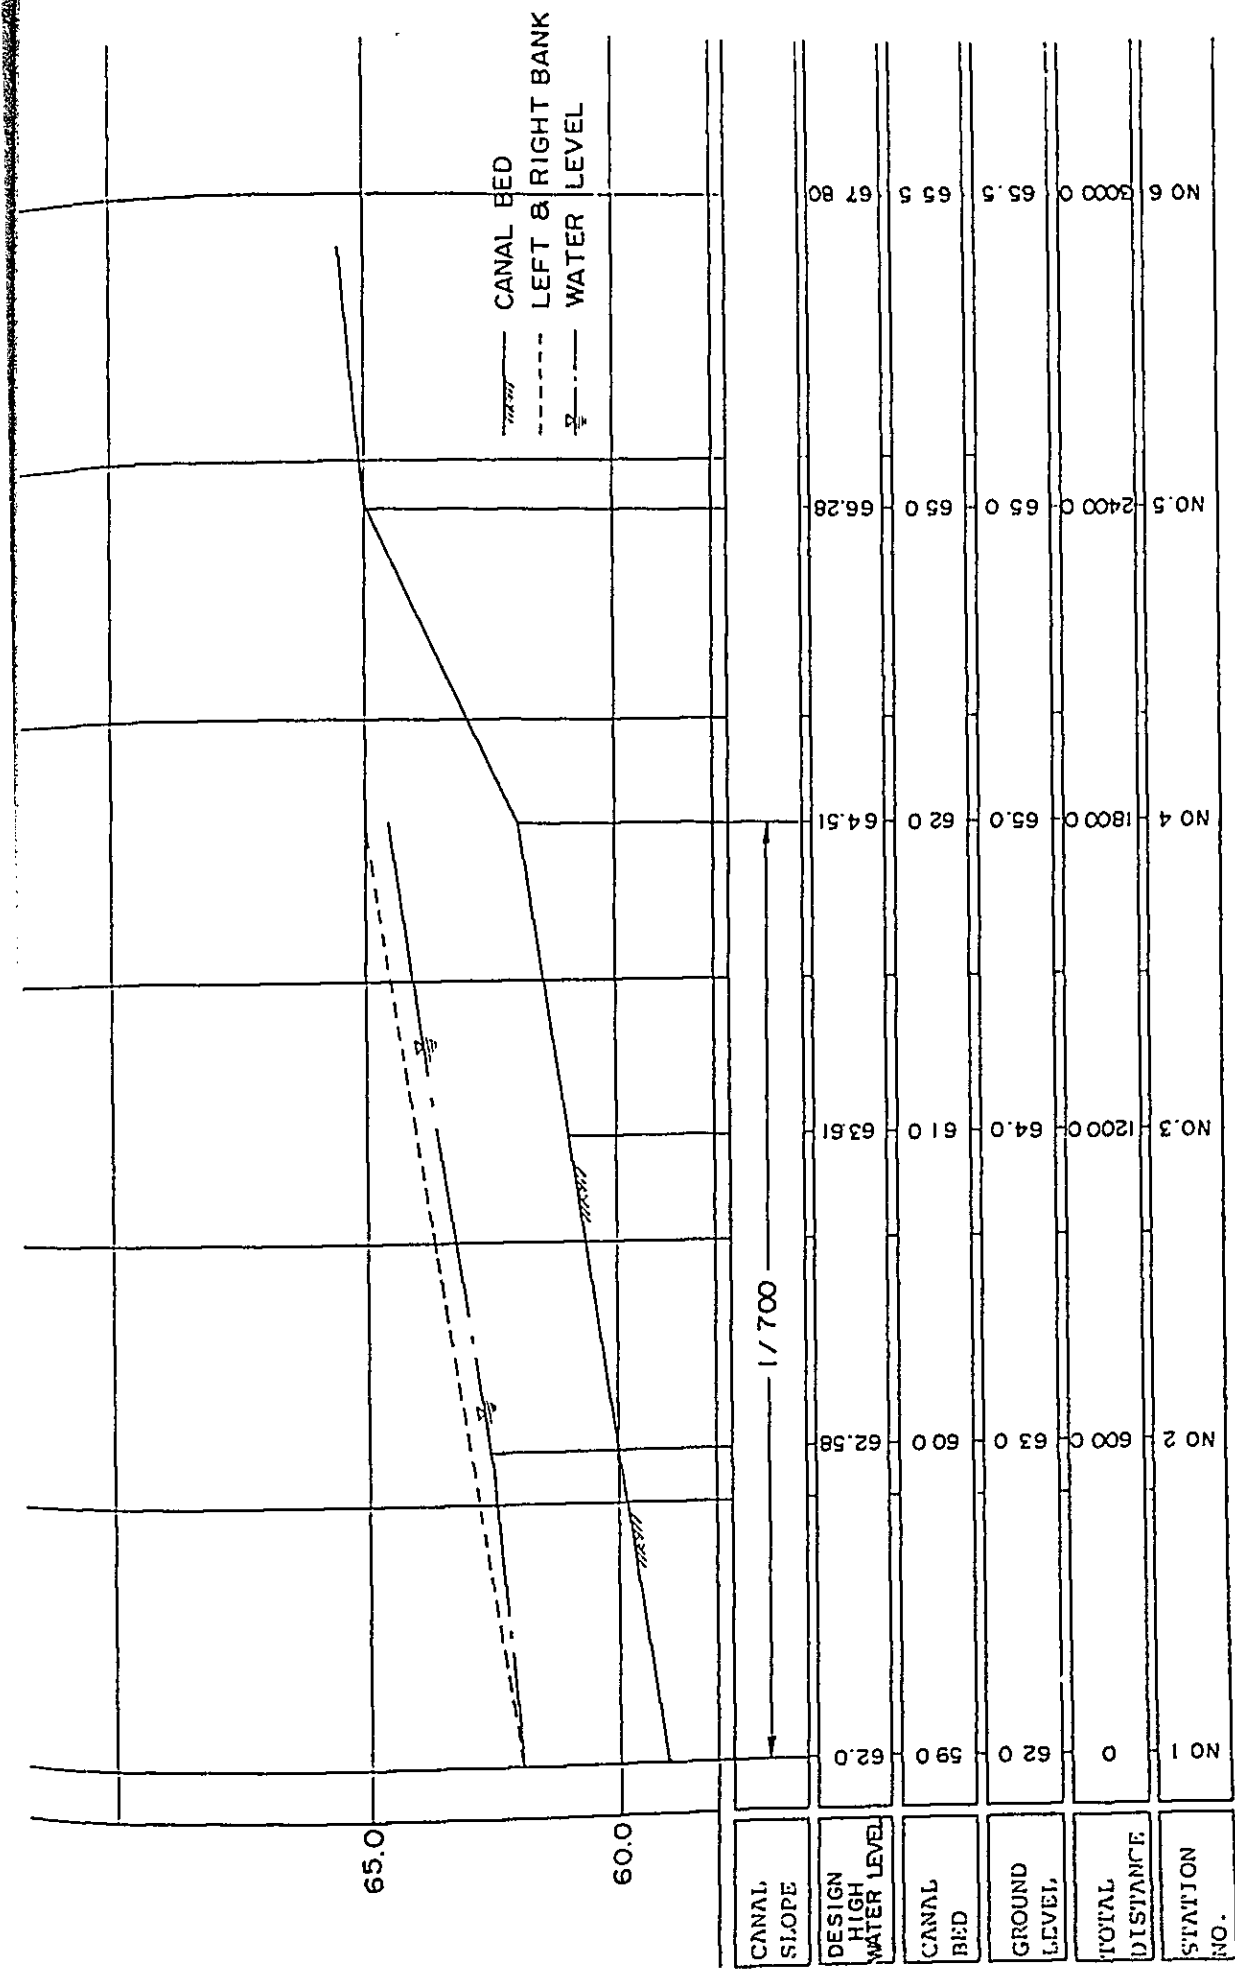 CANAL BED
LEFT & RIGHT BANK
WATER LEVEL
65.0
60.0
CANAL
SLOPE
1/700
DESIGN
HIGH
WATER LEVEL
62.0 62.58 63.61 64.51 66.28 67 80
CANAL
BED
59 0 60 0 61 0 62 0 65 0 65 5
GROUND
LEVEL
62 0 63 0 64.0 65.0 65 0 65.5
TOTAL
DISTANCE
0 600 0 1200 0 1800 0 2400 0 3000 0
STATION
NO.
NO 1 NO 2 NO.3 NO 4 NO.5 NO 6